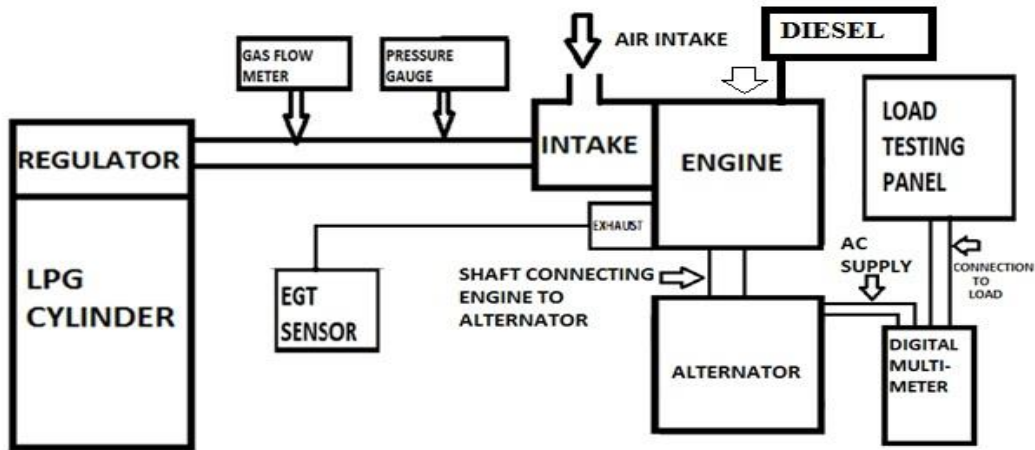 GAS FLOW
METER
PRESSURE
GAUGE
AIR INTAKE
DIESEL
REGULATOR
LPG
CYLINDER
INTAKE
ENGINE
LOAD
TESTING
PANEL
EXHAUST
EGT
SENSOR
SHAFT CONNECTING
ENGINE TO
ALTERNATOR
AC
SUPPLY
CONNECTION
TO
LOAD
ALTERNATOR
DIGITAL
MULTI-
METER